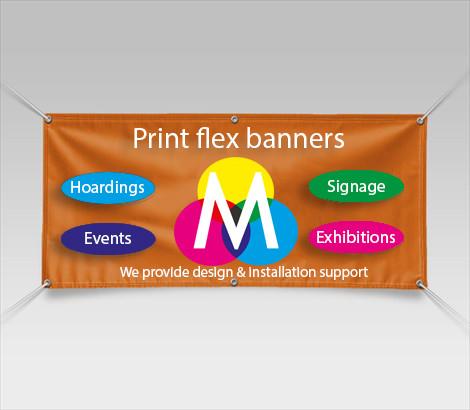 Print flex banners
Hoardings
Signage
M
Events
Exhibitions
We provide design & installation support